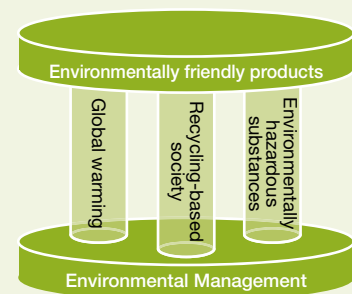 Environmentally friendly products
Global warming
Recycling-based
society
Environmentally
hazardous
substances
Environmental Management